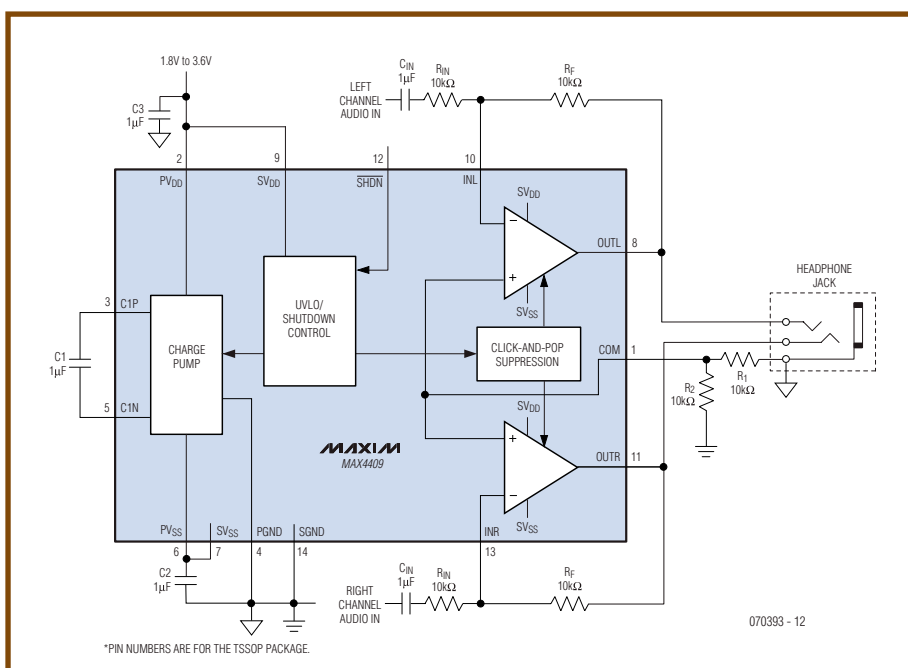 1.8V to 3.6V
C3
1µF
LEFT
CHANNEL
AUDIO IN
CIN
1µF
RIN
10kΩ
RF
10kΩ
2
9
12
10
PVDD
SVDD
SHDN
INL
SVDD
−
+
SVSS
OUTL
8
HEADPHONE
JACK
3
C1P
C1
1µF
5
C1N
CHARGE
PUMP
UVLO/
SHUTDOWN
CONTROL
CLICK-AND-POP
SUPPRESSION
COM
1
R1
10kΩ
R2
10kΩ
SVDD
+
−
SVSS
OUTR
11
MAXIM
MAX4409
PVSS
SVSS
PGND
SGND
INR
6
7
4
14
13
C2
1µF
RIGHT
CHANNEL
AUDIO IN
CIN
1µF
RIN
10kΩ
RF
10kΩ
070393 - 12
*PIN NUMBERS ARE FOR THE TSSOP PACKAGE.